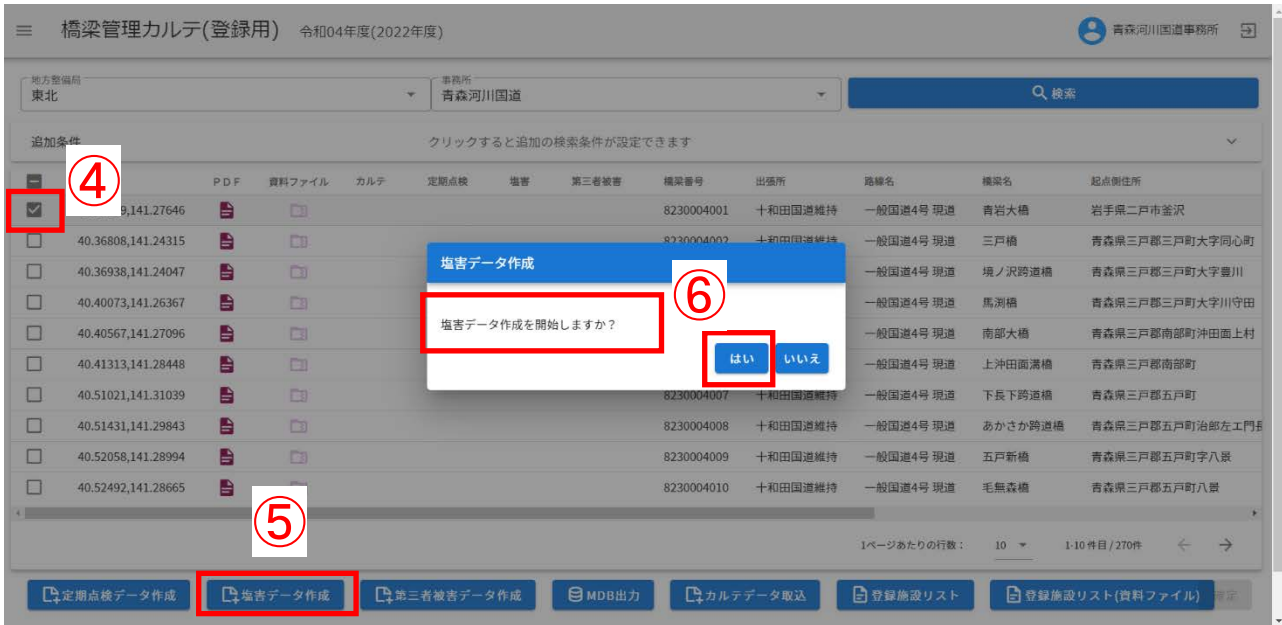 橋梁管理カルテ(登録用) 令和04年度(2022年度) 青森河川国道事務所
地方整備局 事務所
東北 青森河川国道 検索
追加条件 クリックすると追加の検索条件が設定できます
④
PDF 資料ファイル カルテ 定期点検 塩害 第三者被害 橋梁番号 出張所 路線名 橋梁名 起点側住所
9,141.27646 8230004001 十和田国道維持 一般国道4号 現道 青岩大橋 岩手県二戸市釜沢
40.36808,141.24315 8230004002 十和田国道維持 一般国道4号 現道 三戸橋 青森県三戸郡三戸町大字同心町
40.36938,141.24047 一般国道4号 現道 境ノ沢跨道橋 青森県三戸郡三戸町大字豊川
40.40073,141.26367 一般国道4号 現道 馬渕橋 青森県三戸郡三戸町大字川守田
40.40567,141.27096 一般国道4号 現道 南部大橋 青森県三戸郡南部町沖田面上村
40.41313,141.28448 一般国道4号 現道 上沖田面溝橋 青森県三戸郡南部町
40.51021,141.31039 8230004007 十和田国道維持 一般国道4号 現道 下長下跨道橋 青森県三戸郡五戸町
40.51431,141.29843 8230004008 十和田国道維持 一般国道4号 現道 あかさか跨道橋 青森県三戸郡五戸町治郎左エ門長
40.52058,141.28994 8230004009 十和田国道維持 一般国道4号 現道 五戸新橋 青森県三戸郡五戸町字八景
40.52492,141.28665 8230004010 十和田国道維持 一般国道4号 現道 毛無森橋 青森県三戸郡五戸町八景
塩害データ作成
塩害データ作成を開始しますか？
⑥
はい いいえ
⑤
1ページあたりの行数： 10 1-10 件目 / 270件
定期点検データ作成 塩害データ作成 第三者被害データ作成 MDB出力 カルテデータ取込 登録施設リスト 登録施設リスト(資料ファイル)